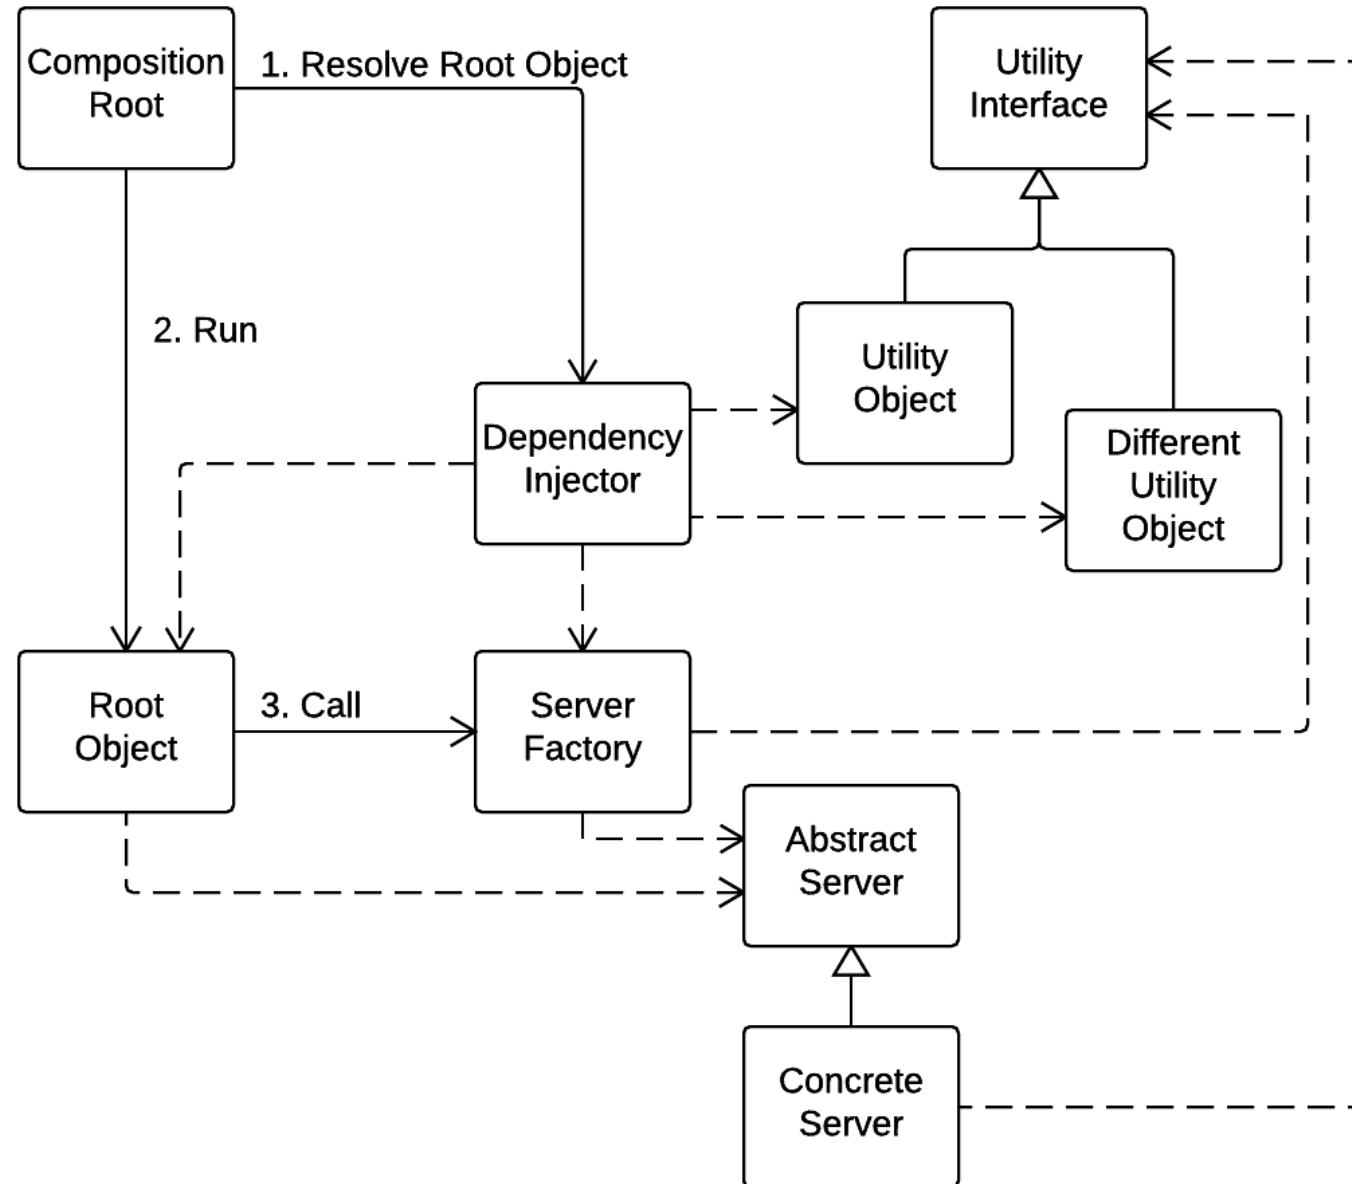 Composition
Root
1. Resolve Root Object
Utility
Interface
2. Run
Utility
Object
Dependency
Injector
Different
Utility
Object
Root
Object
3. Call
Server
Factory
Abstract
Server
Concrete
Server